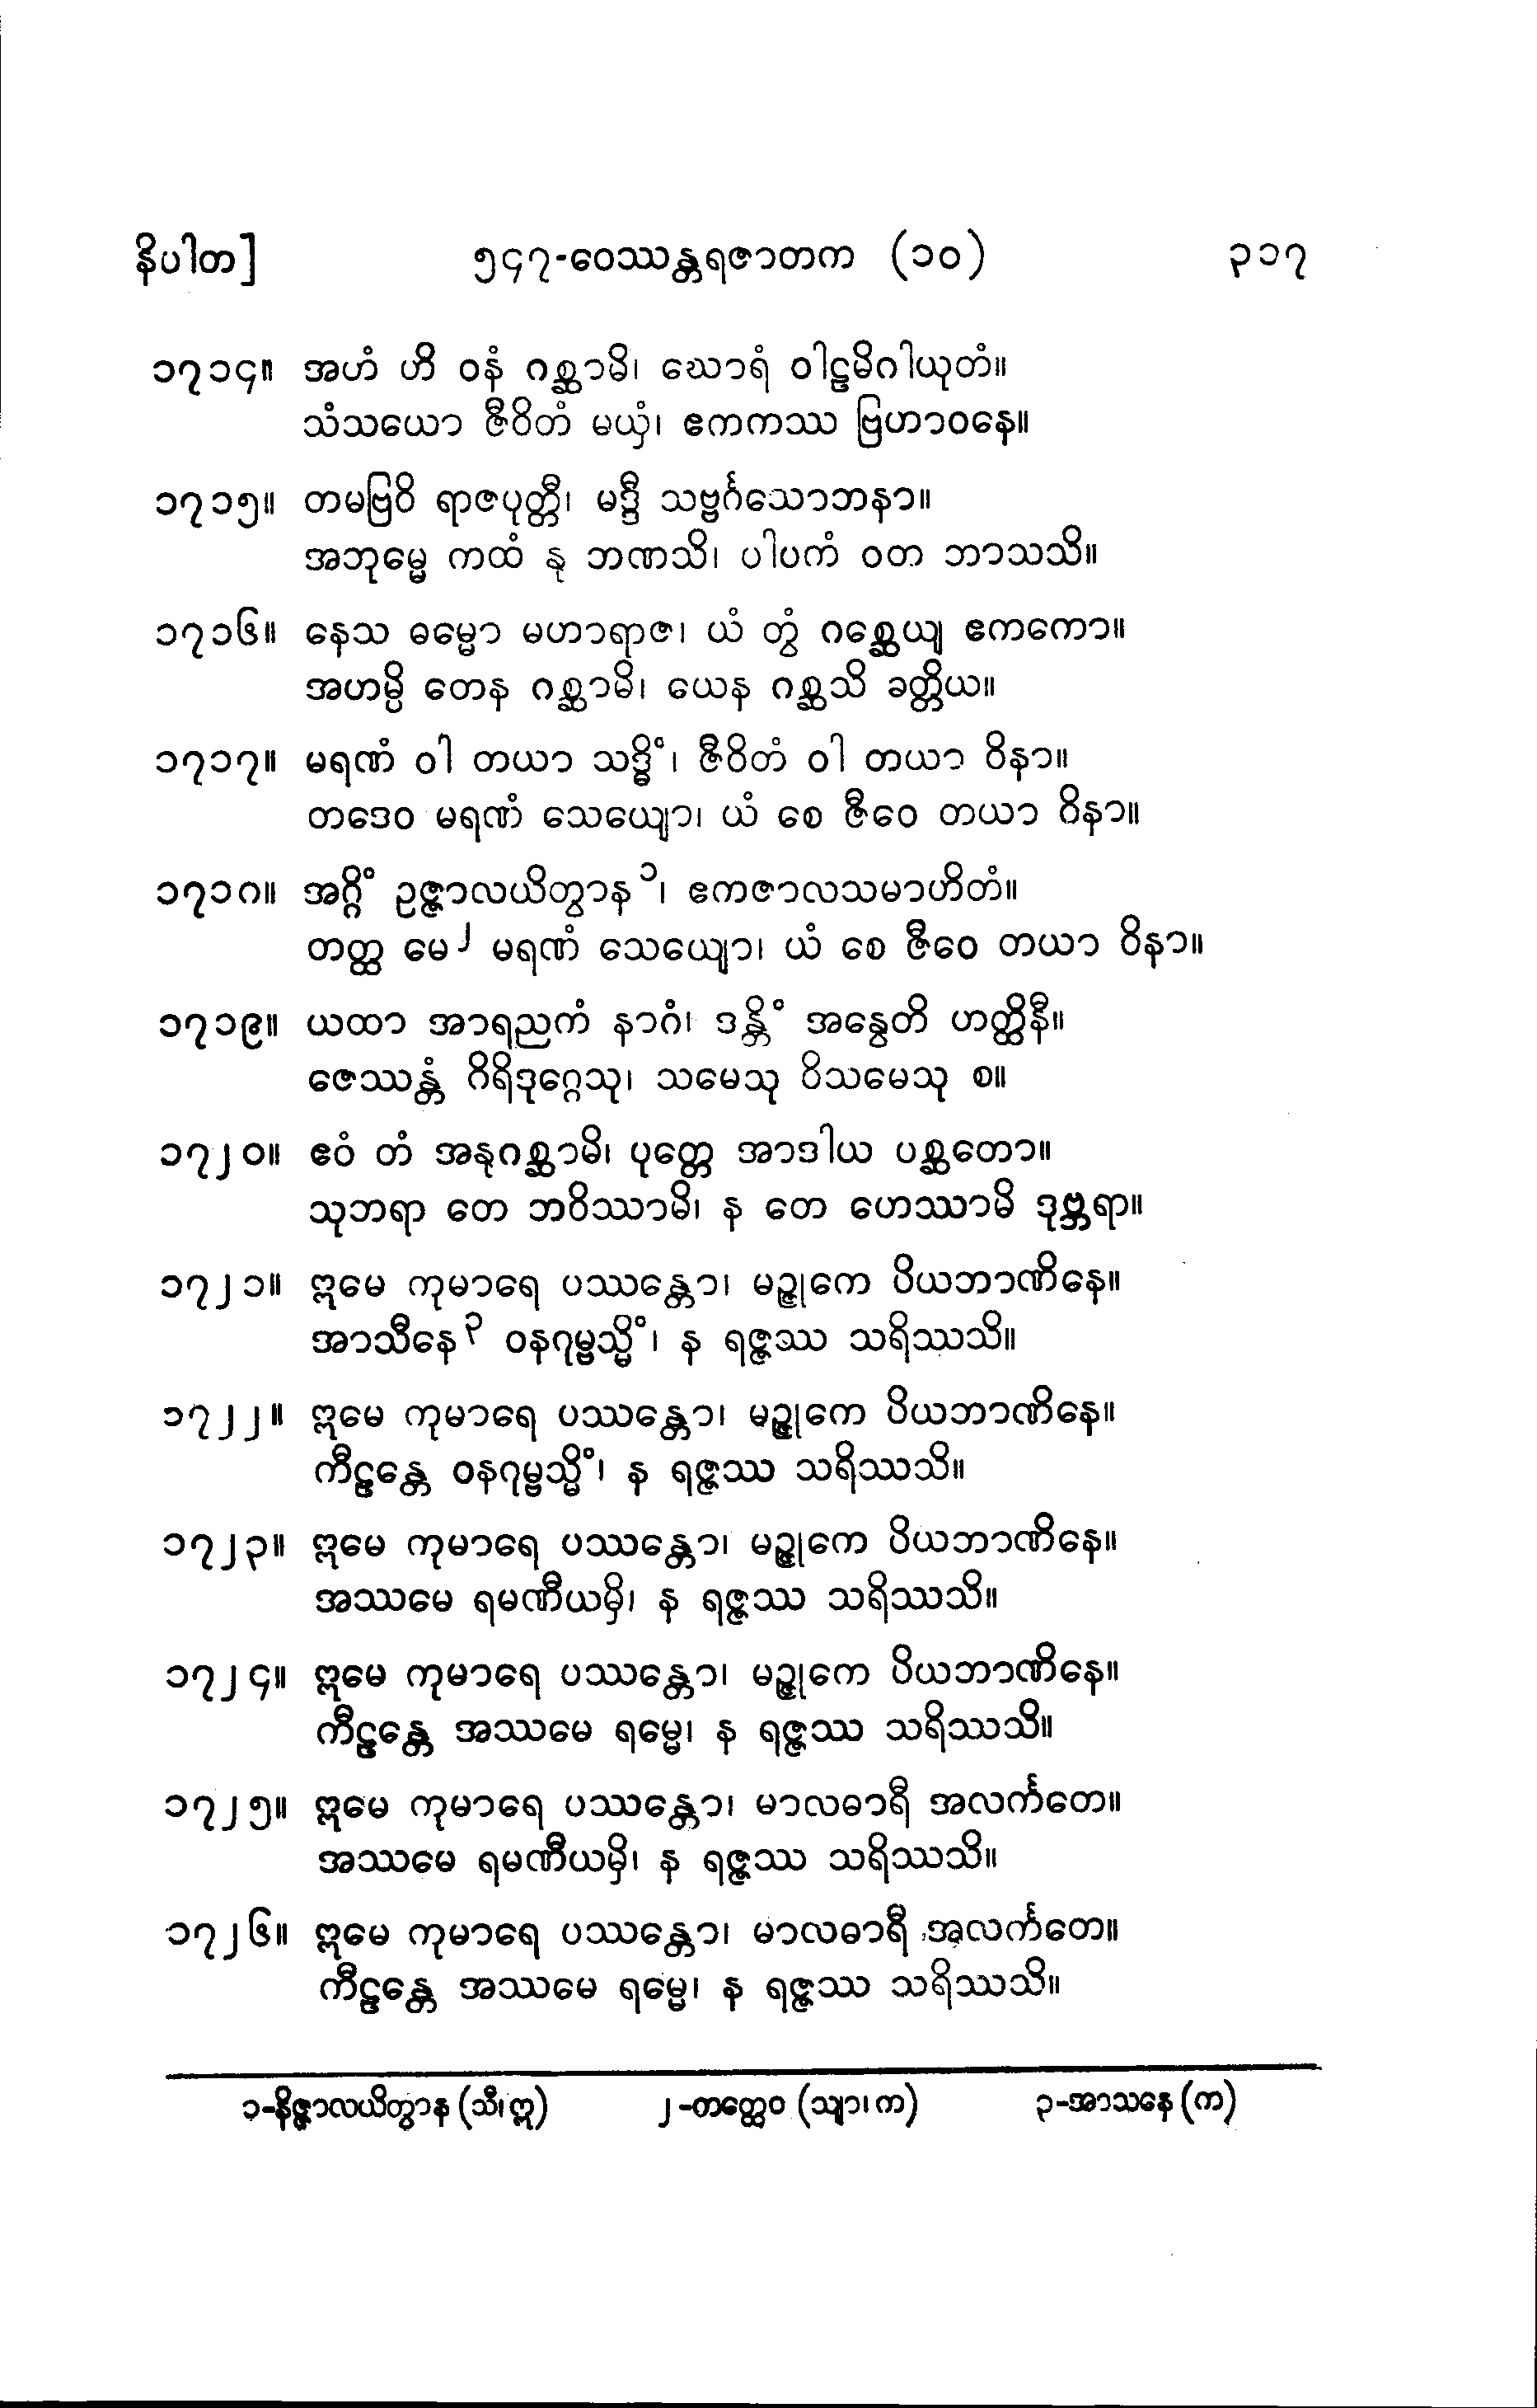 နိပါတ] ၅၄၇-ဝေဿန္တရဇာတက (၁၀) ၃၁၇
၁၇၁၄။ အဟံ ဟိ ဝနံ ဂစ္ဆာမိ၊ ဃောရံ ဝါဠမိဂါယုတံ။
သံသယော ဇီဝိတံ မယှံ၊ ဧကကဿ ဗြဟာဝနေ။
၁၇၁၅။ တမဗြဝိ ရာဇပုတ္တီ၊ မဒ္ဒီ သဗ္ဗင်္ဂသောဘနာ။
အဘုမ္မေ ကထံ နု ဘဏသိ၊ ပါပကံ ဝတ ဘာသသိ။
၁၇၁၆။ နေသ ဓမ္မော မဟာရာဇ၊ ယံ တွံ ဂစ္ဆေယျ ဧကကော။
အဟမ္ပိ တေန ဂစ္ဆာမိ၊ ယေန ဂစ္ဆသိ ခတ္တိယ။
၁၇၁၇။ မရဏံ ဝါ တယာ သဒ္ဓိံ၊ ဇီဝိတံ ဝါ တယာ ဝိနာ။
တဒေဝ မရဏံ သေယျော၊ ယံ စေ ဇီဝေ တယာ ဝိနာ။
၁၇၁၈။ အဂ္ဂိံ ဥဇ္ဇာလယိတွာန ၁၊ ဧကဇာလသမာဟိတံ။
တတ္ထ မေ ၂ မရဏံ သေယျော၊ ယံ စေ ဇီဝေ တယာ ဝိနာ။
၁၇၁၉။ ယထာ အာရညကံ နာဂံ၊ ဒန္တိံ အနွေတိ ဟတ္ထိနီ။
ဇေဿန္တံ ဂိရိဒုဂ္ဂေသု၊ သမေသု ဝိသမေသု စ။
၁၇၂၀။ ဧဝံ တံ အနုဂစ္ဆာမိ၊ ပုတ္တေ အာဒါယ ပစ္ဆတော။
သုဘရာ တေ ဘဝိဿာမိ၊ န တေ ဟေဿာမိ ဒုဗ္ဘရာ။
၁၇၂၁။ ဣမေ ကုမာရေ ပဿန္တော၊ မဉ္ဇုကေ ပိယဘာဏိနေ။
အာသီနေ ၃ ဝနဂုမ္ဗသ္မိံ၊ န ရဇ္ဇဿ သရိဿသိ။
၁၇၂၂။ ဣမေ ကုမာရေ ပဿန္တော၊ မဉ္ဇုကေ ပိယဘာဏိနေ။
ကီဠန္တေ ဝနဂုမ္ဗသ္မိံ၊ န ရဇ္ဇဿ သရိဿသိ။
၁၇၂၃။ ဣမေ ကုမာရေ ပဿန္တော၊ မဉ္ဇုကေ ပိယဘာဏိနေ။
အဿမေ ရမဏီယမှိ၊ န ရဇ္ဇဿ သရိဿသိ။
၁၇၂၄။ ဣမေ ကုမာရေ ပဿန္တော၊ မဉ္ဇုကေ ပိယဘာဏိနေ။
ကီဠန္တေ အဿမေ ရမ္မေ၊ န ရဇ္ဇဿ သရိဿသိ။
၁၇၂၅။ ဣမေ ကုမာရေ ပဿန္တော၊ မာလဓာရီ အလင်္ကတေ။
အဿမေ ရမဏီယမှိ၊ န ရဇ္ဇဿ သရိဿသိ။
၁၇၂၆။ ဣမေ ကုမာရေ ပဿန္တော၊ မာလဓာရီ အလင်္ကတေ။
ကီဠန္တေ အဿမေ ရမ္မေ၊ န ရဇ္ဇဿ သရိဿသိ။
၁-နိဇ္ဇာလယိတွာန (သီ၊ ဣ) ၂-တတ္ထေဝ (သျာ၊ က) ၃-အာသနေ (က)